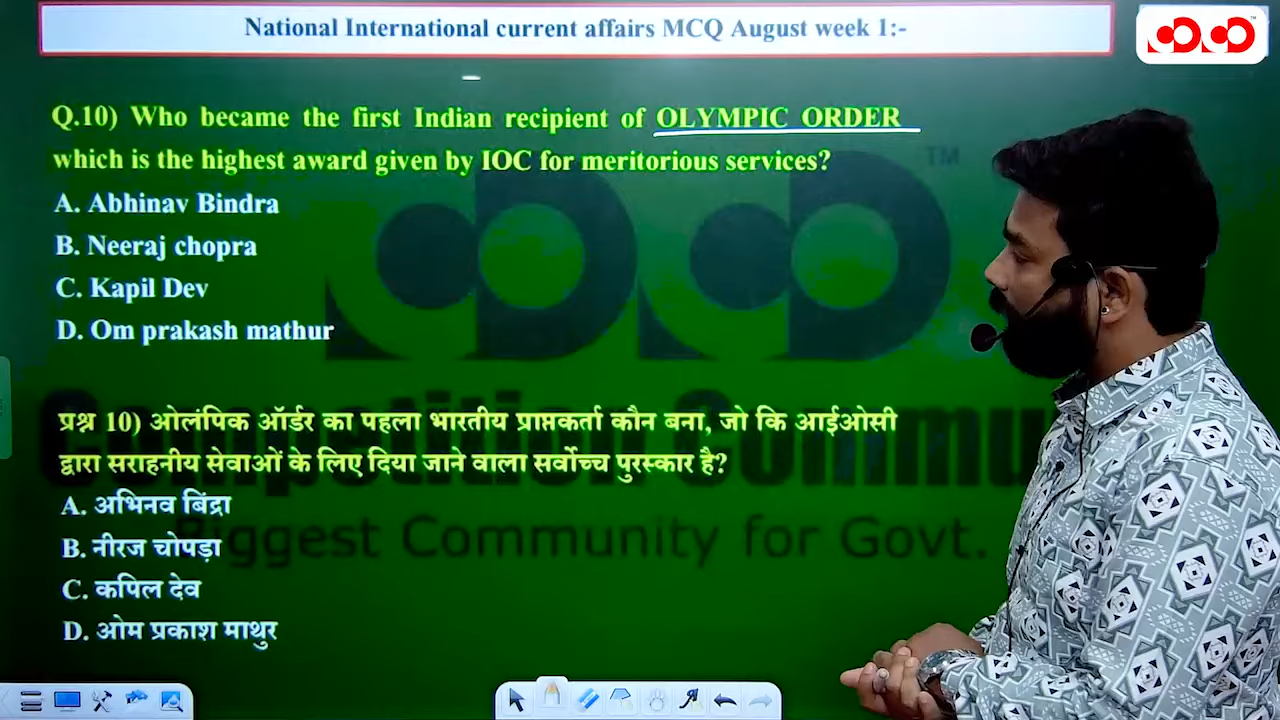 National International current affairs MCQ August week 1:-
TM
Q.10) Who became the first Indian recipient of OLYMPIC ORDER
which is the highest award given by IOC for meritorious services?
TM
A. Abhinav Bindra
B. Neeraj chopra
C. Kapil Dev
D. Om prakash mathur
Competition Commu
प्रश्न 10) ओलंपिक ऑर्डर का पहला भारतीय प्राप्तकर्ता कौन बना, जो कि आईओसी
द्वारा सराहनीय सेवाओं के लिए दिया जाने वाला सर्वोच्च पुरस्कार है?
A. अभिनव बिंद्रा
Biggest Community for Govt.
B. नीरज चोपड़ा
C. कपिल देव
D. ओम प्रकाश माथुर